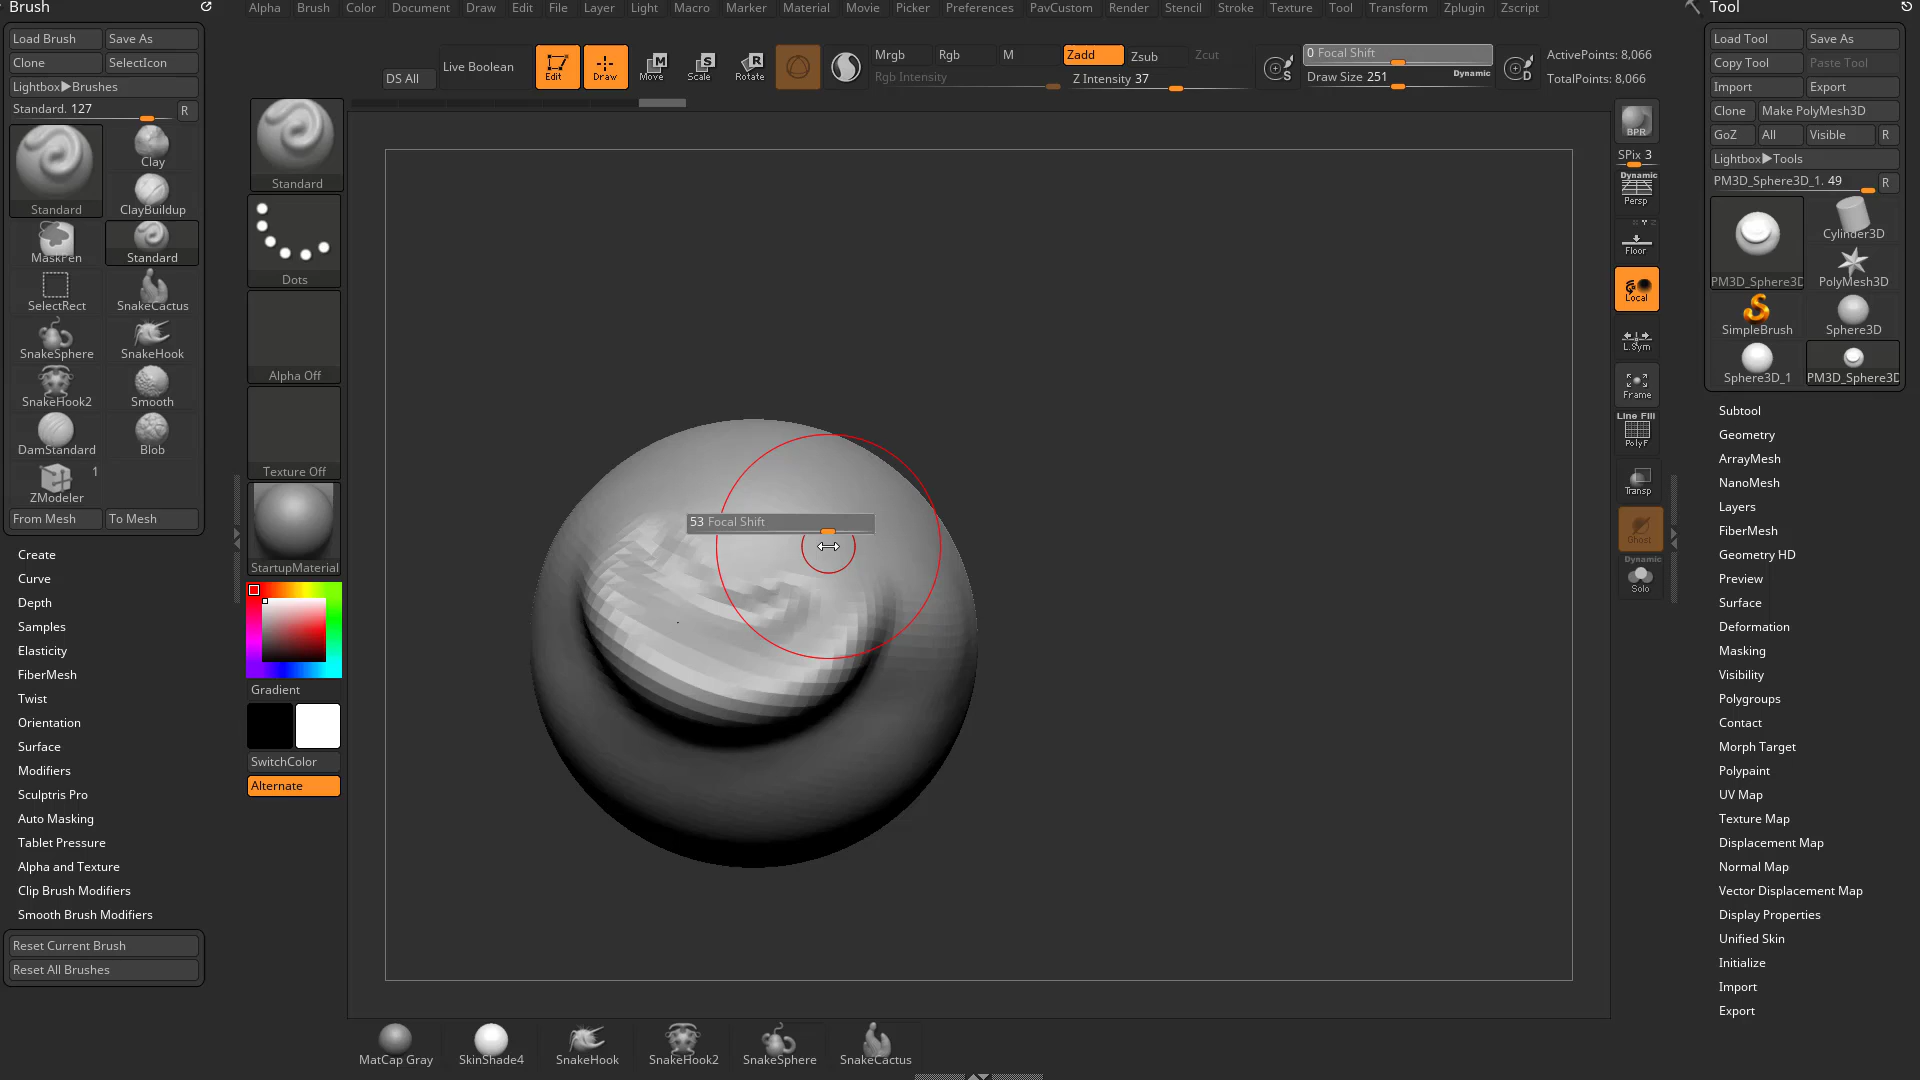 Brush
Load Brush Save As
Clone SelectIcon
Lightbox▶Brushes
Standard. 127 R
Standard
Clay
ClayBuildup
MaskPen Standard
SelectRect SnakeCactus
SnakeSphere SnakeHook
SnakeHook2 Smooth
DamStandard Blob
1
ZModeler
From Mesh To Mesh
Create
Curve
Depth
Samples
Elasticity
FiberMesh
Twist
Orientation
Surface
Modifiers
Sculptris Pro
Auto Masking
Tablet Pressure
Alpha and Texture
Clip Brush Modifiers
Smooth Brush Modifiers
Reset Current Brush
Reset All Brushes
Alpha Brush Color Document Draw Edit File Layer Light Macro Marker Material Movie Picker Preferences PavCustom Render Stencil Stroke Texture Tool Transform Zplugin Zscript
DS All
Live Boolean
Edit
Draw
Move
Scale
Rotate
Mrgb Rgb M
Rgb Intensity
Zadd Zsub Zcut
Z Intensity 37
S
0 Focal Shift
Draw Size 251 Dynamic
D
ActivePoints: 8,066
TotalPoints: 8,066
Standard
Dots
Alpha Off
Texture Off
StartupMaterial
Gradient
SwitchColor
Alternate
53 Focal Shift
MatCap Gray
SkinShade4
SnakeHook
SnakeHook2
SnakeSphere
SnakeCactus
BPR
SPix 3
Dynamic
Persp
Floor
Local
L.Sym
Frame
Line Fill
PolyF
Transp
Ghost
Dynamic
Solo
Tool
Load Tool Save As
Copy Tool Paste Tool
Import Export
Clone Make PolyMesh3D
GoZ All Visible R
Lightbox▶Tools
PM3D_Sphere3D_1. 49 R
PM3D_Sphere3D
Cylinder3D
PolyMesh3D
SimpleBrush Sphere3D
Sphere3D_1 PM3D_Sphere3D
Subtool
Geometry
ArrayMesh
NanoMesh
Layers
FiberMesh
Geometry HD
Preview
Surface
Deformation
Masking
Visibility
Polygroups
Contact
Morph Target
Polypaint
UV Map
Texture Map
Displacement Map
Normal Map
Vector Displacement Map
Display Properties
Unified Skin
Initialize
Import
Export